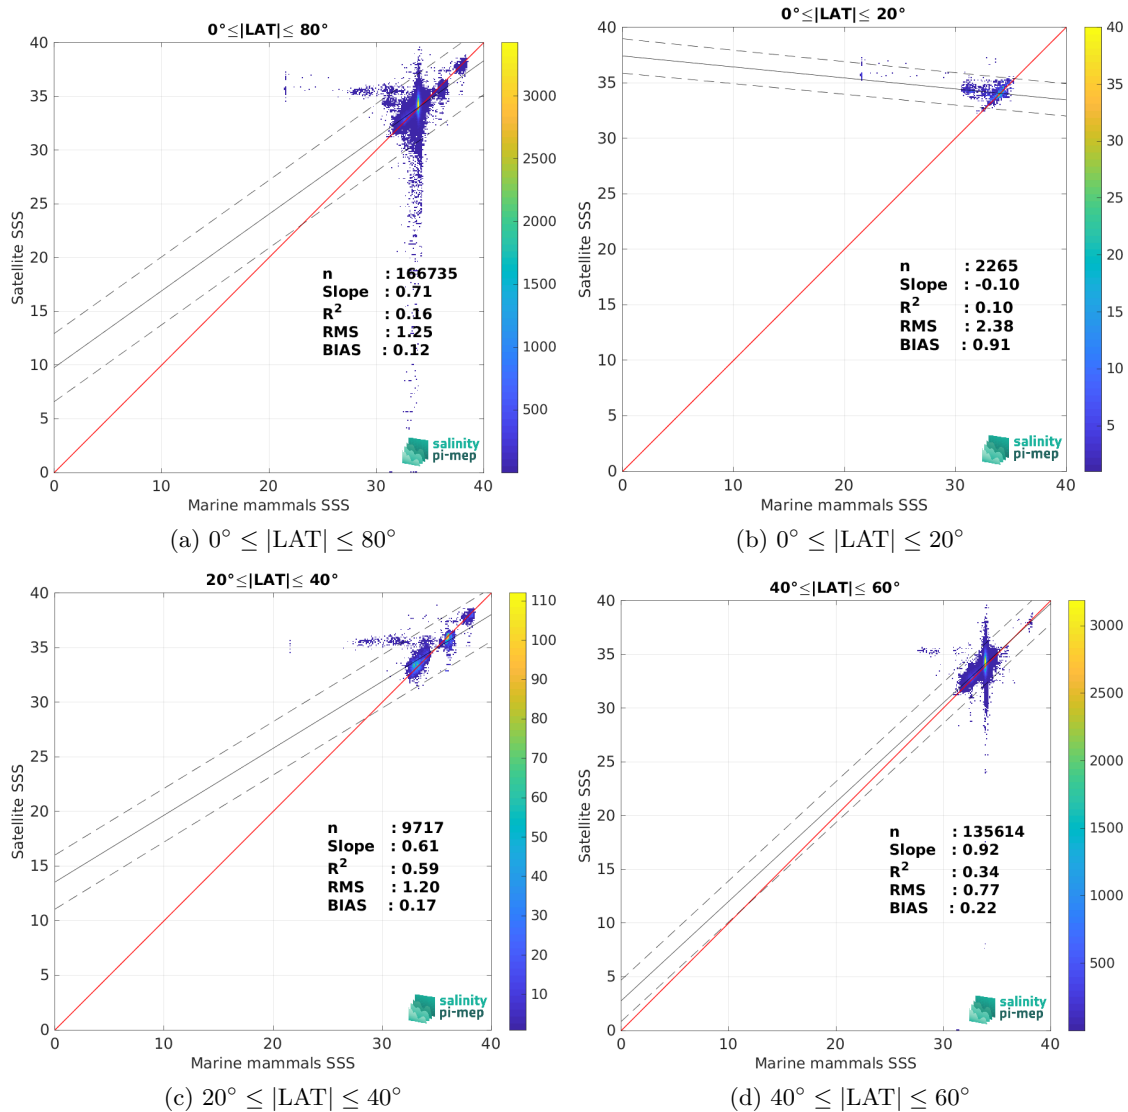 0°≤|LAT|≤ 80°
40
35
30
25
20
15
10
5
0
Satellite SSS
0
10
20
30
40
Marine mammals SSS
n : 166735
Slope : 0.71
R² : 0.16
RMS : 1.25
BIAS : 0.12
salinity
pi-mep
3000
2500
2000
1500
1000
500
(a) 0° ≤ |LAT| ≤ 80°
0°≤|LAT|≤ 20°
40
35
30
25
20
15
10
5
0
Satellite SSS
0
10
20
30
40
Marine mammals SSS
n : 2265
Slope : -0.10
R² : 0.10
RMS : 2.38
BIAS : 0.91
salinity
pi-mep
40
35
30
25
20
15
10
5
(b) 0° ≤ |LAT| ≤ 20°
20°≤|LAT|≤ 40°
40
35
30
25
20
15
10
5
0
Satellite SSS
0
10
20
30
40
Marine mammals SSS
n : 9717
Slope : 0.61
R² : 0.59
RMS : 1.20
BIAS : 0.17
salinity
pi-mep
110
100
90
80
70
60
50
40
30
20
10
(c) 20° ≤ |LAT| ≤ 40°
40°≤|LAT|≤ 60°
40
35
30
25
20
15
10
5
0
Satellite SSS
0
10
20
30
40
Marine mammals SSS
n : 135614
Slope : 0.92
R² : 0.34
RMS : 0.77
BIAS : 0.22
salinity
pi-mep
3000
2500
2000
1500
1000
500
(d) 40° ≤ |LAT| ≤ 60°